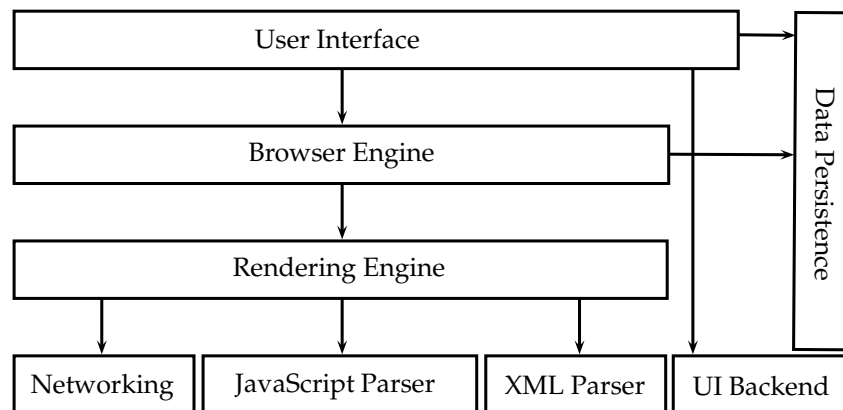 User Interface
Data Persistence
Browser Engine
Rendering Engine
Networking
JavaScript Parser
XML Parser
UI Backend